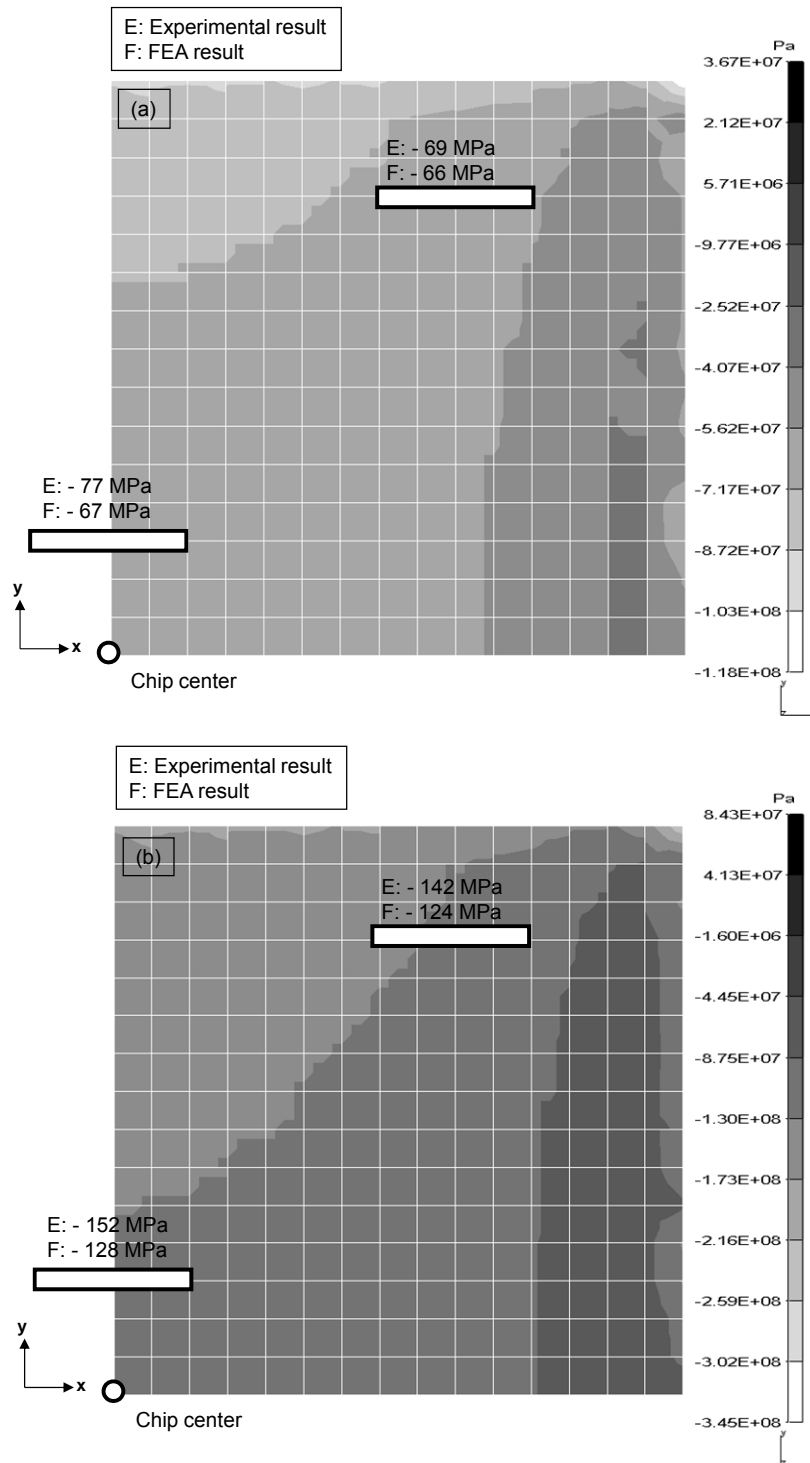 E: Experimental result
F: FEA result
Pa
3.67E+07
(a)
2.12E+07
E: - 69 MPa
F: - 66 MPa
5.71E+06
-9.77E+06
-2.52E+07
-4.07E+07
-5.62E+07
E: - 77 MPa
F: - 67 MPa
-7.17E+07
-8.72E+07
y
-1.03E+08
x
Chip center
-1.18E+08
y
E: Experimental result
F: FEA result
Pa
8.43E+07
(b)
4.13E+07
E: - 142 MPa
F: - 124 MPa
-1.60E+06
-4.45E+07
-8.75E+07
-1.30E+08
-1.73E+08
E: - 152 MPa
F: - 128 MPa
-2.16E+08
-2.59E+08
y
-3.02E+08
x
Chip center
-3.45E+08
y